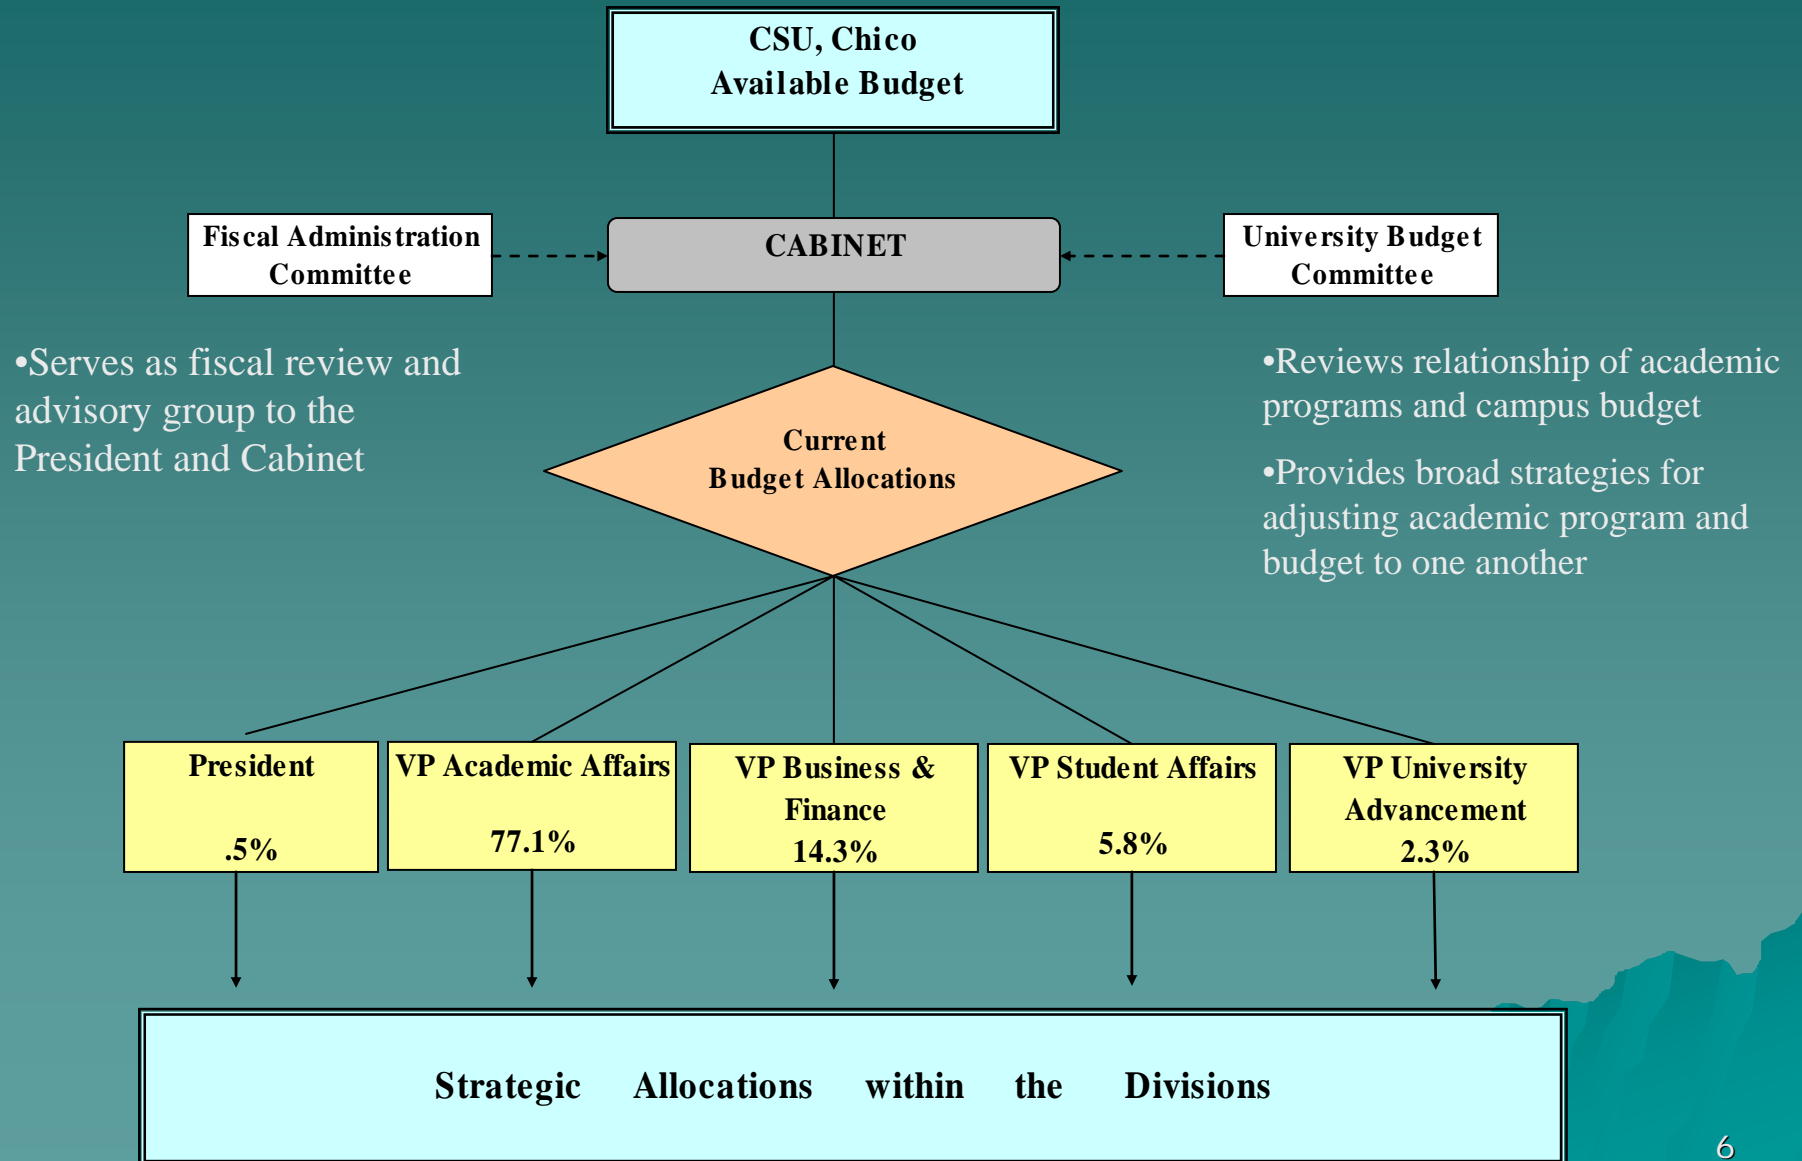 CSU, Chico
Available Budget
Fiscal Administration
Committee
CABINET
University Budget
Committee
•Serves as fiscal review and
advisory group to the
President and Cabinet
Current
Budget Allocations
•Reviews relationship of academic
programs and campus budget
•Provides broad strategies for
adjusting academic program and
budget to one another
President
.5%
VP Academic Affairs
77.1%
VP Business &
Finance
14.3%
VP Student Affairs
5.8%
VP University
Advancement
2.3%
Strategic Allocations within the Divisions
6